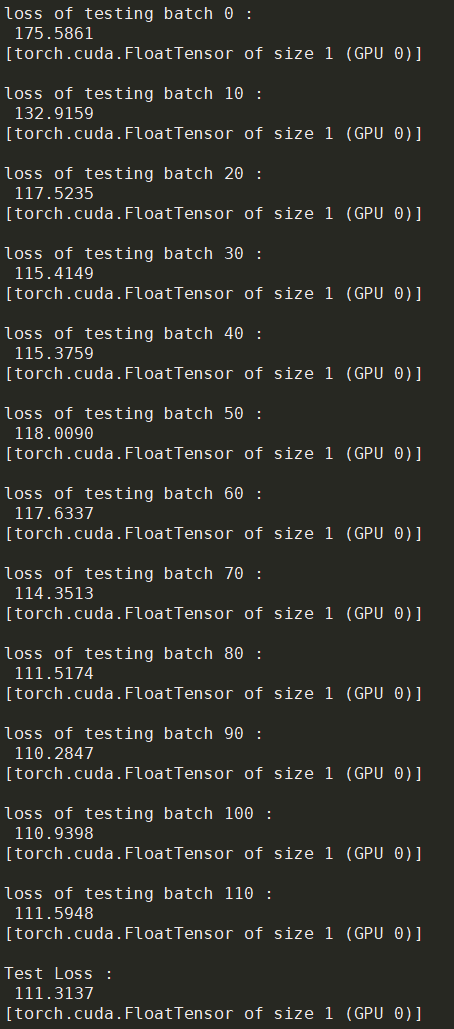 loss of testing batch 0 :
175.5861
[torch.cuda.FloatTensor of size 1 (GPU 0)]
loss of testing batch 10 :
132.9159
[torch.cuda.FloatTensor of size 1 (GPU 0)]
loss of testing batch 20 :
117.5235
[torch.cuda.FloatTensor of size 1 (GPU 0)]
loss of testing batch 30 :
115.4149
[torch.cuda.FloatTensor of size 1 (GPU 0)]
loss of testing batch 40 :
115.3759
[torch.cuda.FloatTensor of size 1 (GPU 0)]
loss of testing batch 50 :
118.0090
[torch.cuda.FloatTensor of size 1 (GPU 0)]
loss of testing batch 60 :
117.6337
[torch.cuda.FloatTensor of size 1 (GPU 0)]
loss of testing batch 70 :
114.3513
[torch.cuda.FloatTensor of size 1 (GPU 0)]
loss of testing batch 80 :
111.5174
[torch.cuda.FloatTensor of size 1 (GPU 0)]
loss of testing batch 90 :
110.2847
[torch.cuda.FloatTensor of size 1 (GPU 0)]
loss of testing batch 100 :
110.9398
[torch.cuda.FloatTensor of size 1 (GPU 0)]
loss of testing batch 110 :
111.5948
[torch.cuda.FloatTensor of size 1 (GPU 0)]
Test Loss :
111.3137
[torch.cuda.FloatTensor of size 1 (GPU 0)]